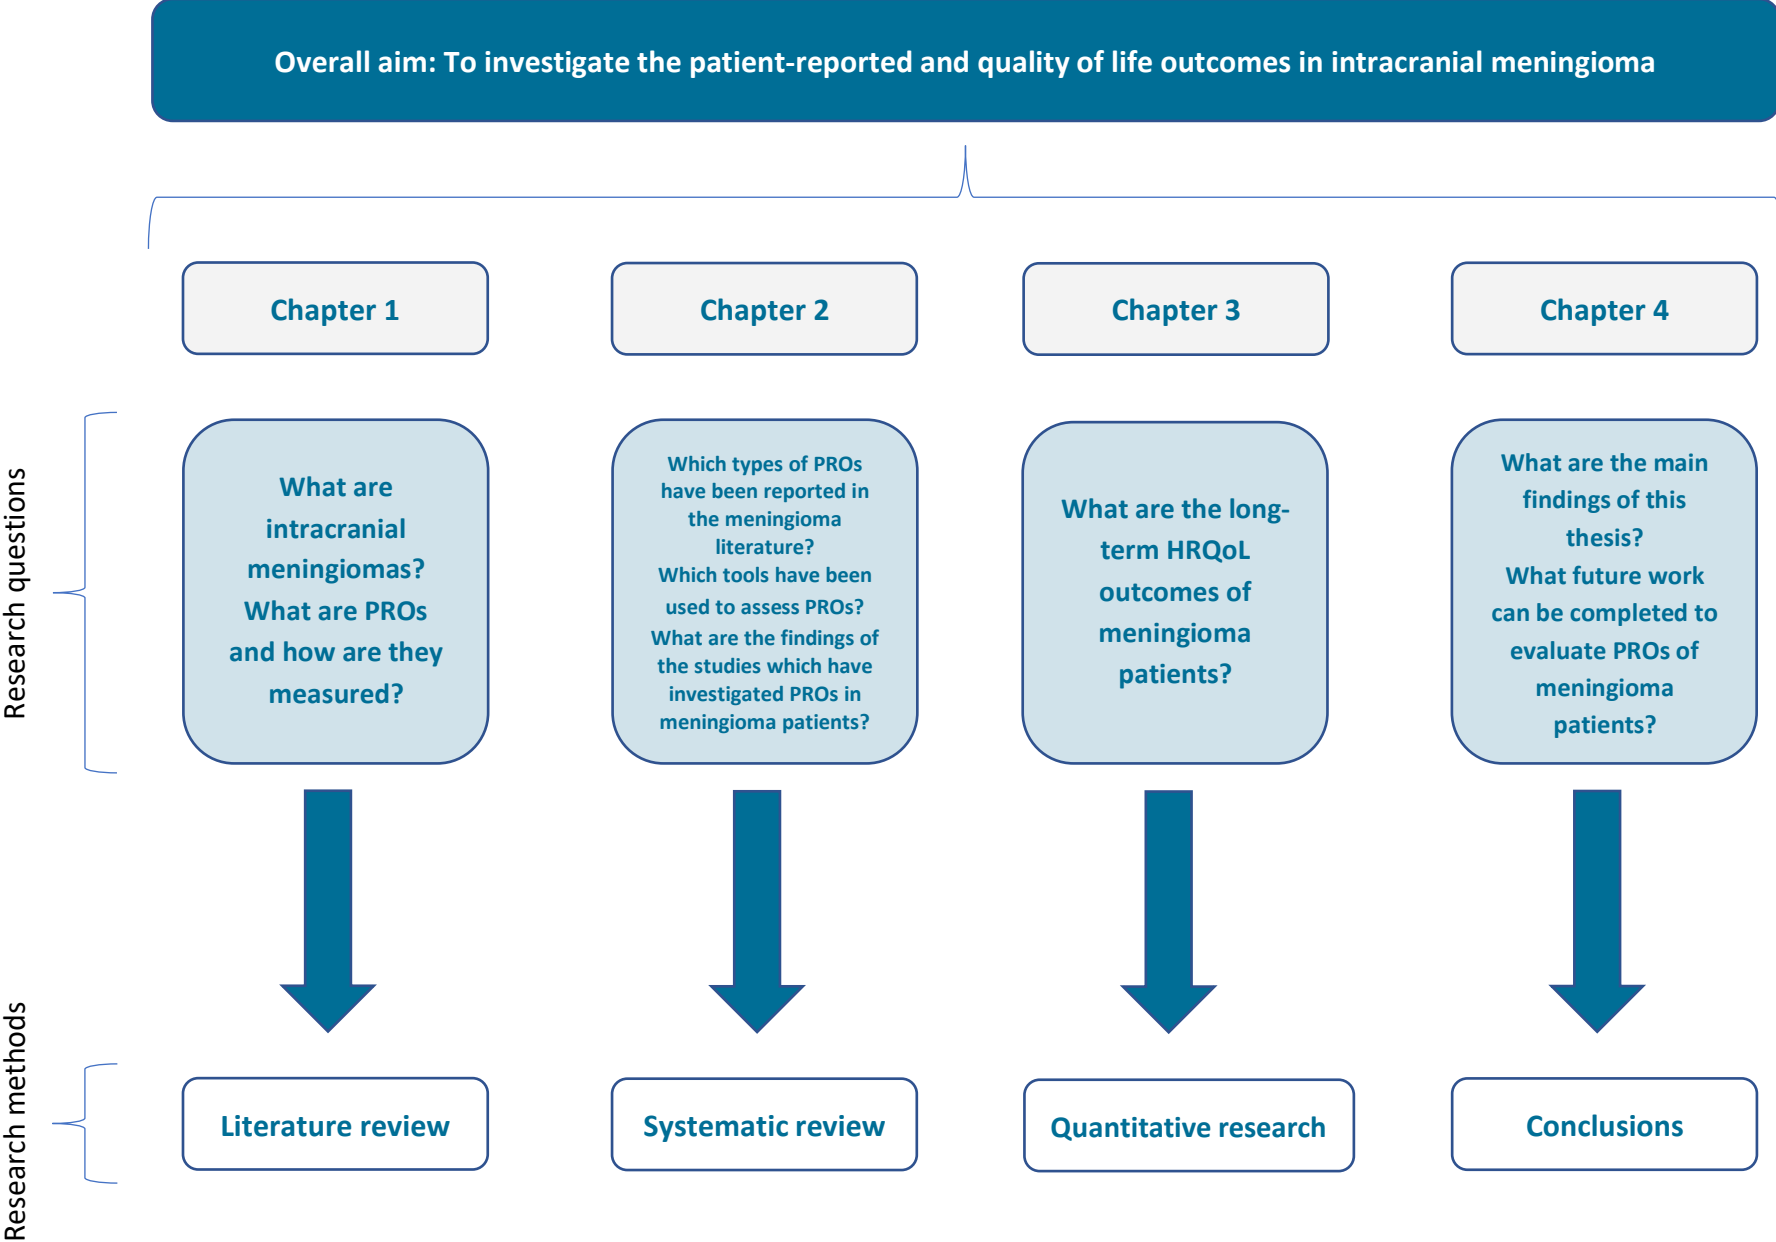 Overall aim: To investigate the patient-reported and quality of life outcomes in intracranial meningioma
Chapter 1
Chapter 2
Chapter 3
Chapter 4
Research questions
What are
intracranial
meningiomas?
What are PROs
and how are they
measured?
Which types of PROs
have been reported in
the meningioma
literature?
Which tools have been
used to assess PROs?
What are the findings of
the studies which have
investigated PROs in
meningioma patients?
What are the long-
term HRQoL
outcomes of
meningioma
patients?
What are the main
findings of this
thesis?
What future work
can be completed to
evaluate PROs of
meningioma
patients?
Research methods
Literature review
Systematic review
Quantitative research
Conclusions